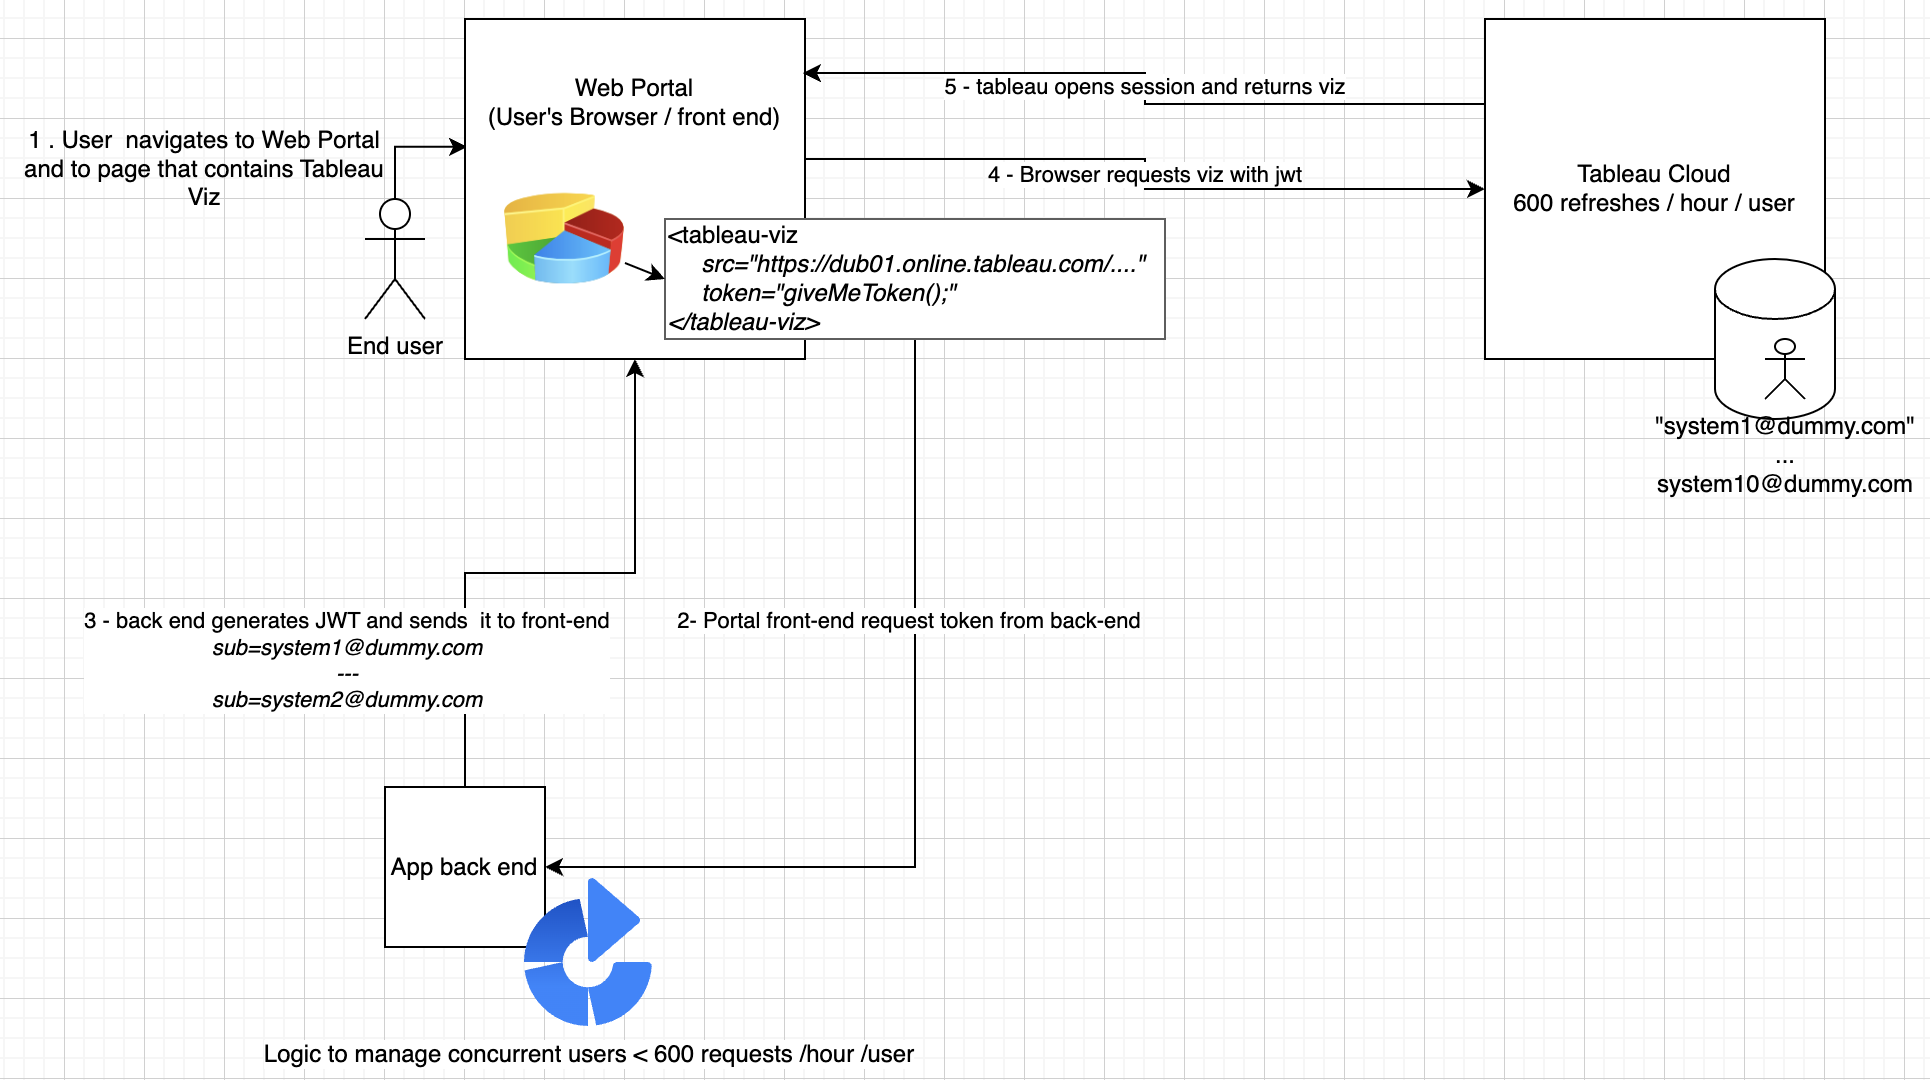 Web Portal
(User's Browser / front end)
1 . User  navigates to Web Portal
and to page that contains Tableau
Viz
End user
<tableau-viz
src="https://dub01.online.tableau.com/...."
token="giveMeToken();"
</tableau-viz>
5 - tableau opens session and returns viz
4 - Browser requests viz with jwt
Tableau Cloud
600 refreshes / hour / user
"system1@dummy.com"
...
system10@dummy.com
3 - back end generates JWT and sends  it to front-end
sub=system1@dummy.com
---
sub=system2@dummy.com
2- Portal front-end request token from back-end
App back end
Logic to manage concurrent users < 600 requests /hour /user